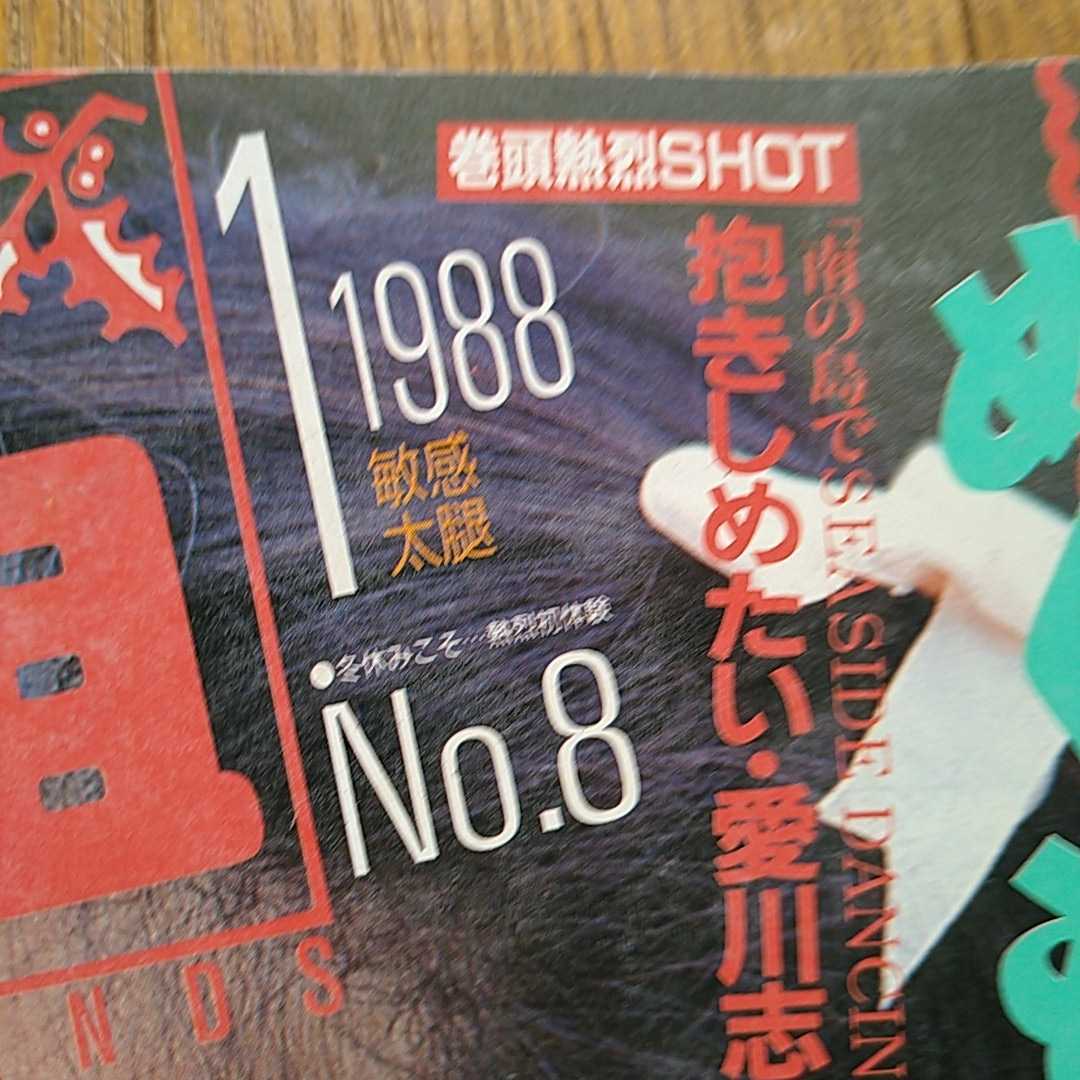 1
1988
敏感
太腿
●冬休みこそ…熱烈初体験
No.8
巻頭熱烈SHOT
「南の島でSEASIDE DANCIN
抱きしめたい・愛川志
NDS